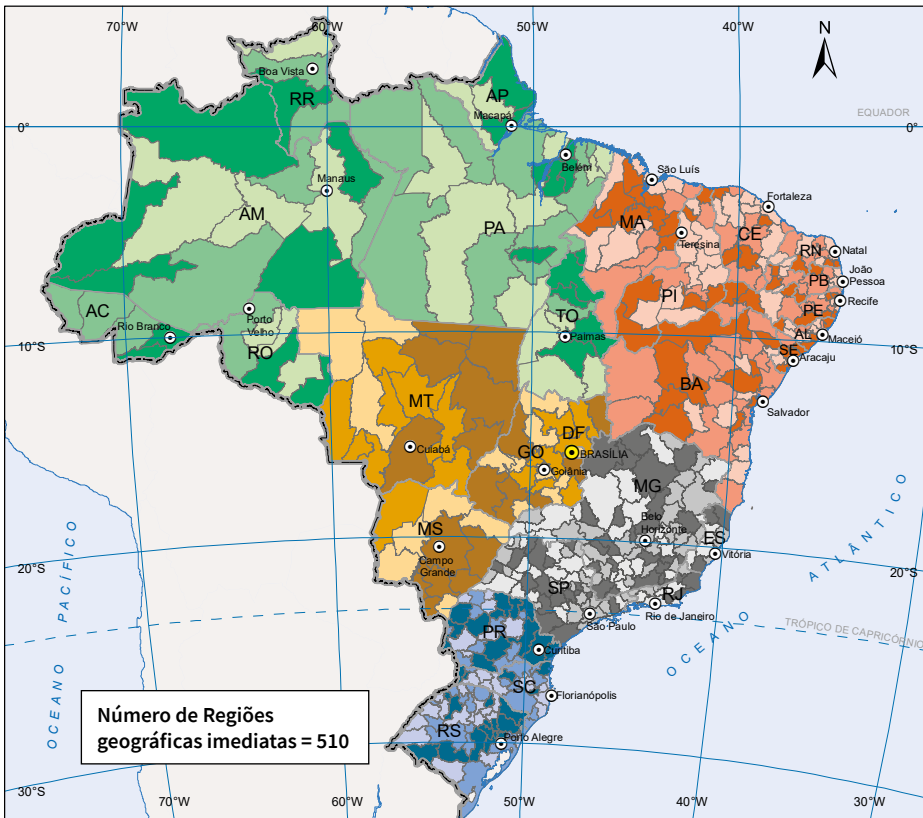 70°W
60°W
50°W
40°W
N
Boa Vista
RR
AP
Macapá
EQUADOR
0°
0°
Belém
São Luís
Manaus
Fortaleza
AM
PA
MA
CE
Teresina
RN
Natal
João
Pessoa
PB
PI
Recife
PE
AC
Porto
Velho
TO
Rio Branco
Palmas
AL
Maceió
10°S
RO
SE
10°S
Aracaju
BA
MT
Salvador
DF
Cuiabá
GO
BRASÍLIA
Goiânia
MG
MS
Belo
Horizonte
ES
Vitória
Campo
Grande
20°S
20°S
SP
RJ
Rio de Janeiro
São Paulo
TRÓPICO DE CAPRICÓRNIO
PR
Curitiba
OCEANO PACÍFICO
OCEANO ATLÂNTICO
SC
Florianópolis
Número de Regiões
geográficas imediatas = 510
RS
Porto Alegre
30°S
30°S
70°W
60°W
50°W
40°W
30°W